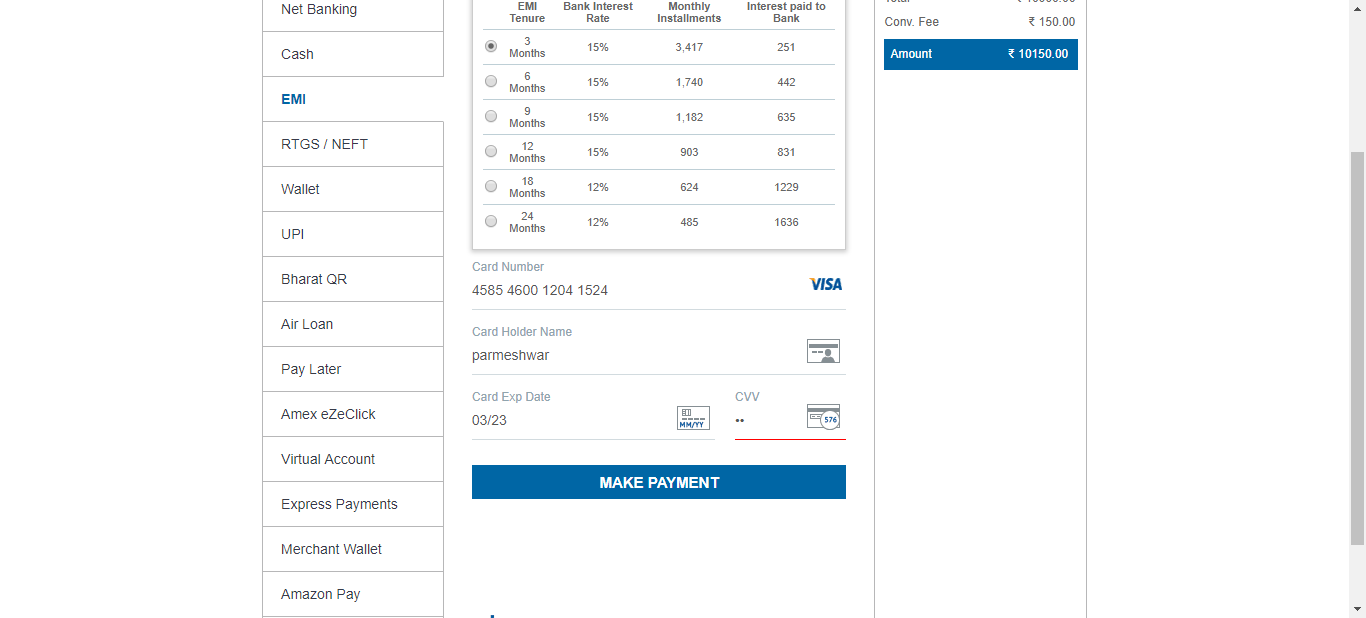 Net Banking
Cash
EMI
RTGS / NEFT
Wallet
UPI
Bharat QR
Air Loan
Pay Later
Amex eZeClick
Virtual Account
Express Payments
Merchant Wallet
Amazon Pay
EMI Tenure Bank Interest Rate Monthly Installments Interest paid to Bank
3 Months 15% 3,417 251
6 Months 15% 1,740 442
9 Months 15% 1,182 635
12 Months 15% 903 831
18 Months 12% 624 1229
24 Months 12% 485 1636
Card Number
4585 4600 1204 1524 VISA
Card Holder Name
parmeshwar
Card Exp Date CVV
03/23 MM/YY •• 576
MAKE PAYMENT
Conv. Fee ₹ 150.00
Amount ₹ 10150.00